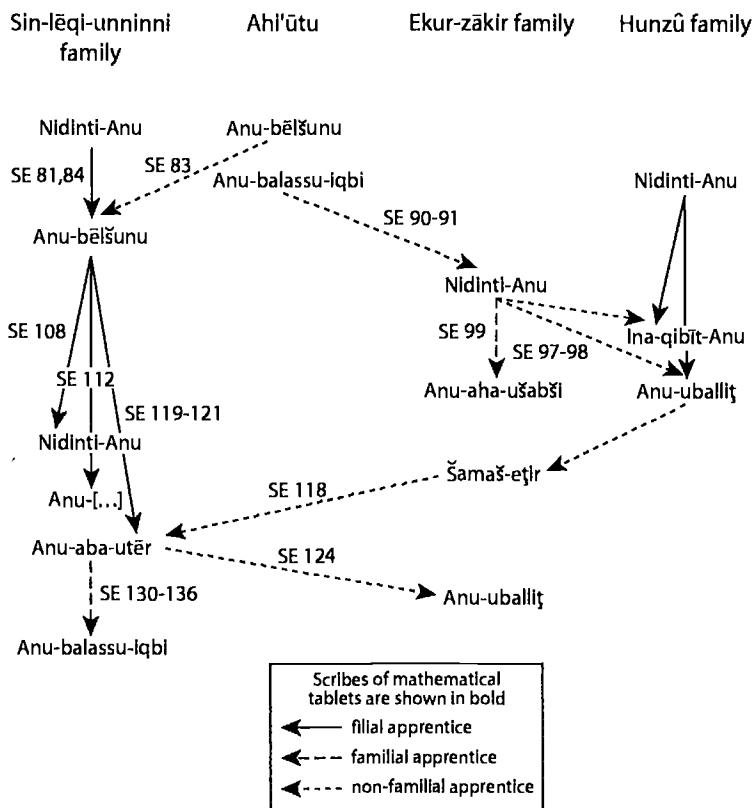 Sin-lēqi-unninni family
Ahi'ūtu
Ekur-zākir family
Hunzû family
Nidinti-Anu
Anu-bēlšunu
SE 81,84
SE 83
Anu-balassu-iqbi
Nidinti-Anu
Anu-bēlšunu
SE 90-91
Nidinti-Anu
SE 108
SE 99
SE 97-98
Ina-qibīt-Anu
SE 112
Anu-aha-ušabši
Anu-uballiṭ
SE 119-121
Nidinti-Anu
Šamaš-eṭir
Anu-[...]
SE 118
Anu-aba-utēr
SE 124
SE 130-136
Anu-uballiṭ
Anu-balassu-iqbi
Scribes of mathematical
tablets are shown in bold
filial apprentice
familial apprentice
non-familial apprentice